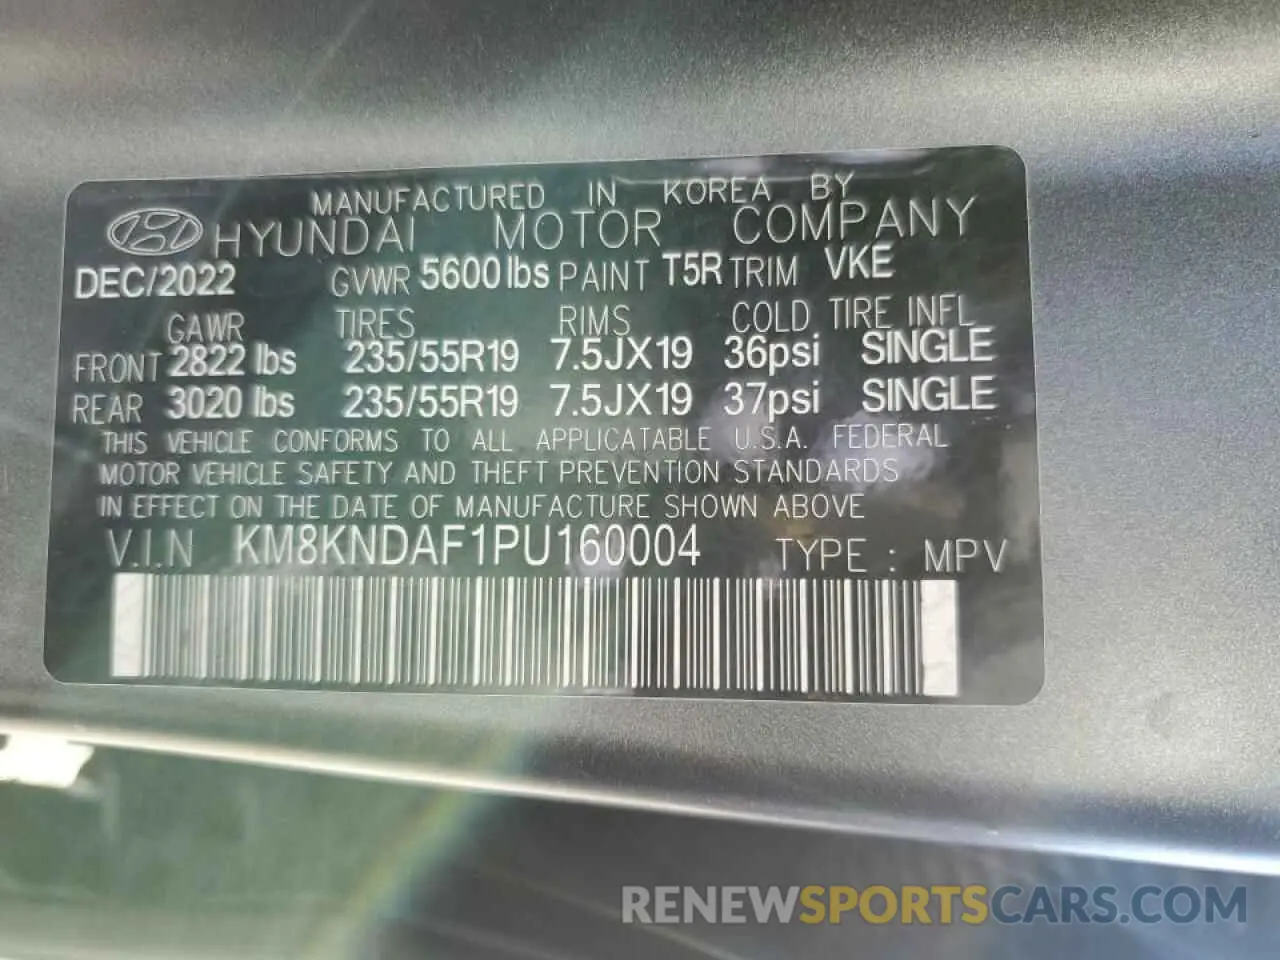 MANUFACTURED IN KOREA BY
HYUNDAI MOTOR COMPANY
DEC/2022 GVWR 5600 lbs PAINT T5R TRIM VKE
GAWR TIRES RIMS COLD TIRE INFL
FRONT 2822 lbs 235/55R19 7.5JX19 36psi SINGLE
REAR 3020 lbs 235/55R19 7.5JX19 37psi SINGLE
THIS VEHICLE CONFORMS TO ALL APPLICATABLE U.S.A. FEDERAL
MOTOR VEHICLE SAFETY AND THEFT PREVENTION STANDARDS
IN EFFECT ON THE DATE OF MANUFACTURE SHOWN ABOVE
V.I.N KM8KNDAF1PU160004 TYPE : MPV
RENEWSPORTSCARS.COM